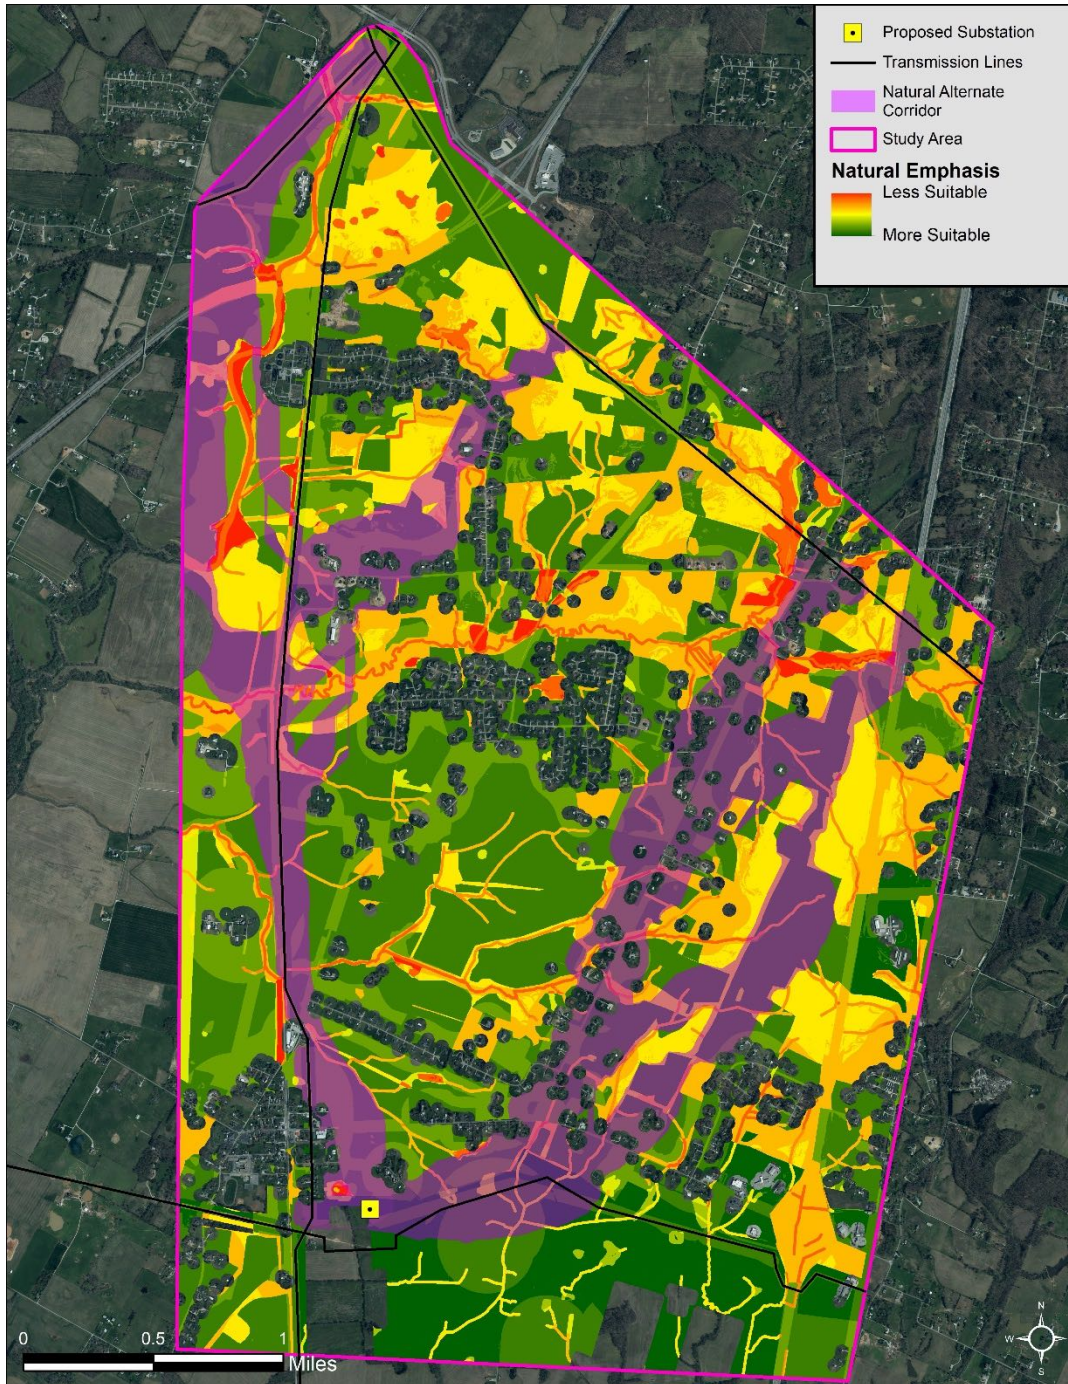 Proposed Substation
Transmission Lines
Natural Alternate
Corridor
Study Area
Natural Emphasis
Less Suitable
More Suitable
0 0.5 1
Miles
N
W E
S